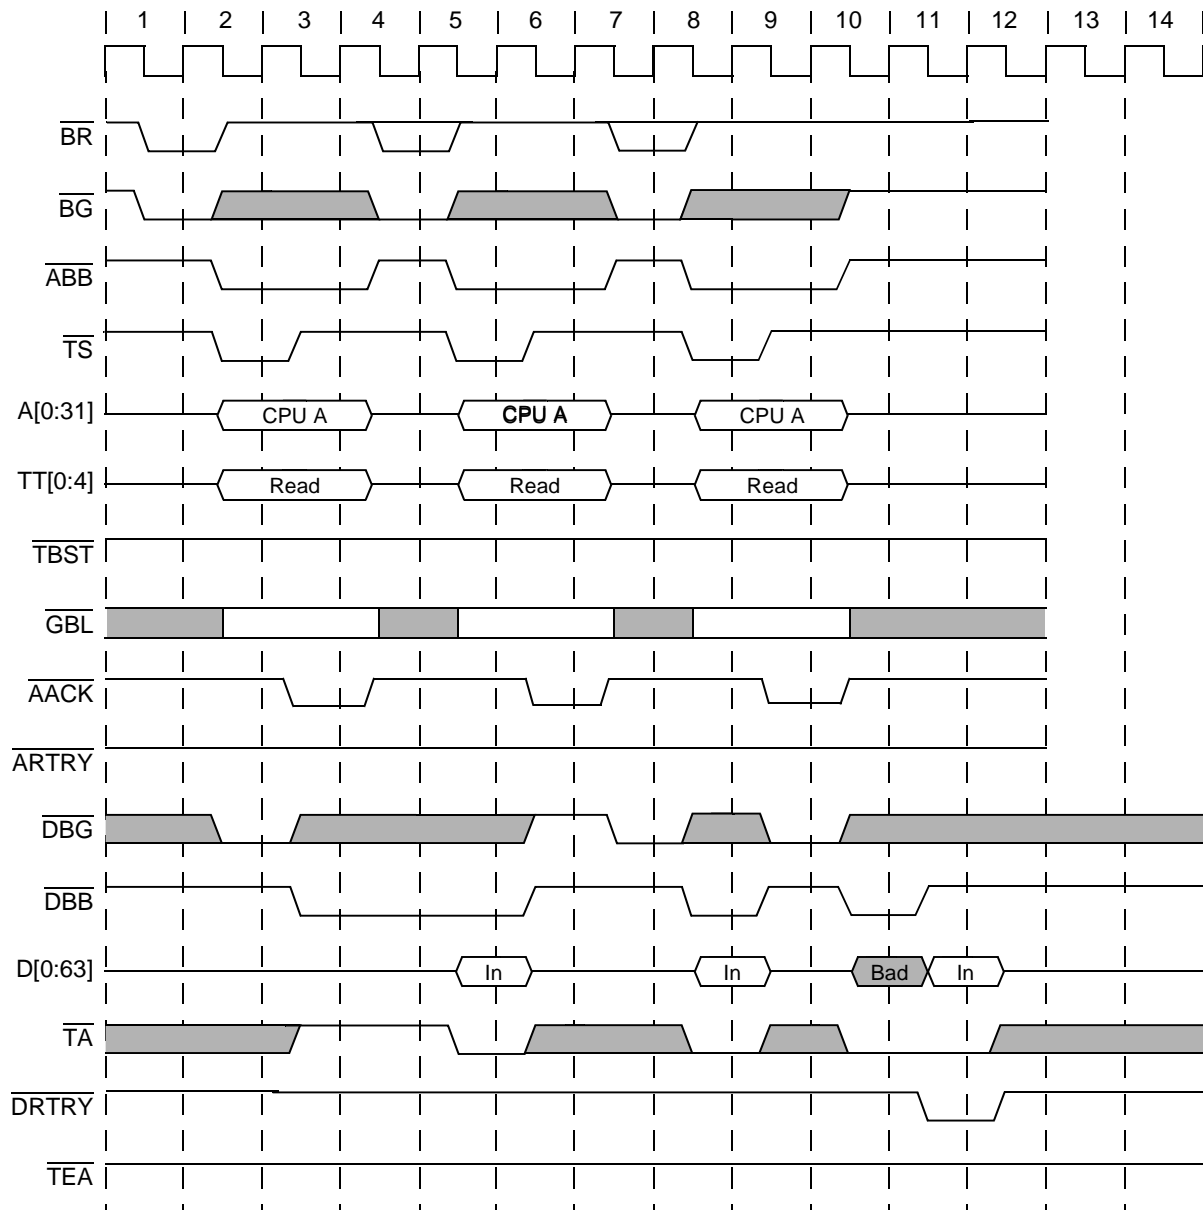 1 2 3 4 5 6 7 8 9 10 11 12 13 14
BR
BG
ABB
TS
A[0:31] CPU A CPU A CPU A
TT[0:4] Read Read Read
TBST
GBL
AACK
ARTRY
DBG
DBB
D[0:63] In In Bad In
TA
DRTRY
TEA